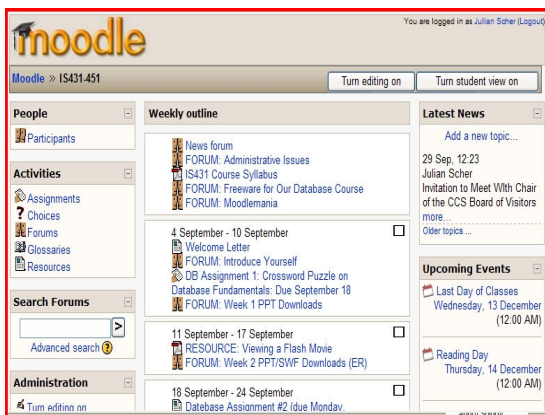 moodle
You are logged in as Julian Scher (Logout)
Moodle » IS431-451
Turn editing on
Turn student view on
People
Participants
Activities
Assignments
Choices
Forums
Glossaries
Resources
Search Forums
>
Advanced search ?
Administration
Turn editing on
Weekly outline
News forum
FORUM: Administrative Issues
IS431 Course Syllabus
FORUM: Freeware for Our Database Course
FORUM: Moodlemania
4 September - 10 September
Welcome Letter
FORUM: Introduce Yourself
DB Assignment 1: Crossword Puzzle on
Database Fundamentals: Due September 18
FORUM: Week 1 PPT Downloads
11 September - 17 September
RESOURCE: Viewing a Flash Movie
FORUM: Week 2 PPT/SWF Downloads (ER)
18 September - 24 September
Datebase Assignment #2 (due Monday.
Latest News
Add a new topic...
29 Sep, 12:23
Julian Scher
Invitation to Meet WIth Chair
of the CCS Board of Visitors
more...
Older topics ...
Upcoming Events
Last Day of Classes
Wednesday, 13 December
(12:00 AM)
Reading Day
Thursday, 14 December
(12:00 AM)